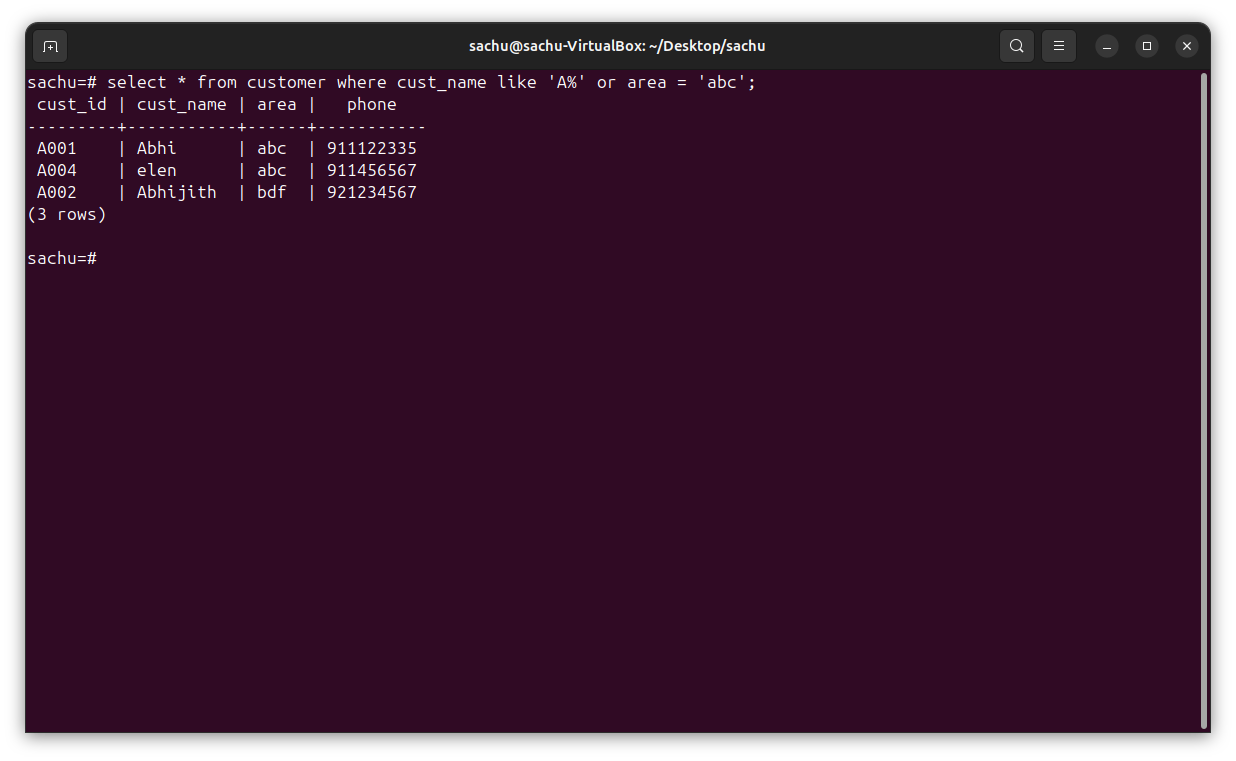 sachu@sachu-VirtualBox: ~/Desktop/sachu
sachu=# select * from customer where cust_name like 'A%' or area = 'abc';
 cust_id | cust_name | area |   phone
---------+-----------+------+-----------
 A001    | Abhi      | abc  | 911122335
 A004    | elen      | abc  | 911456567
 A002    | Abhijith  | bdf  | 921234567
(3 rows)
sachu=#